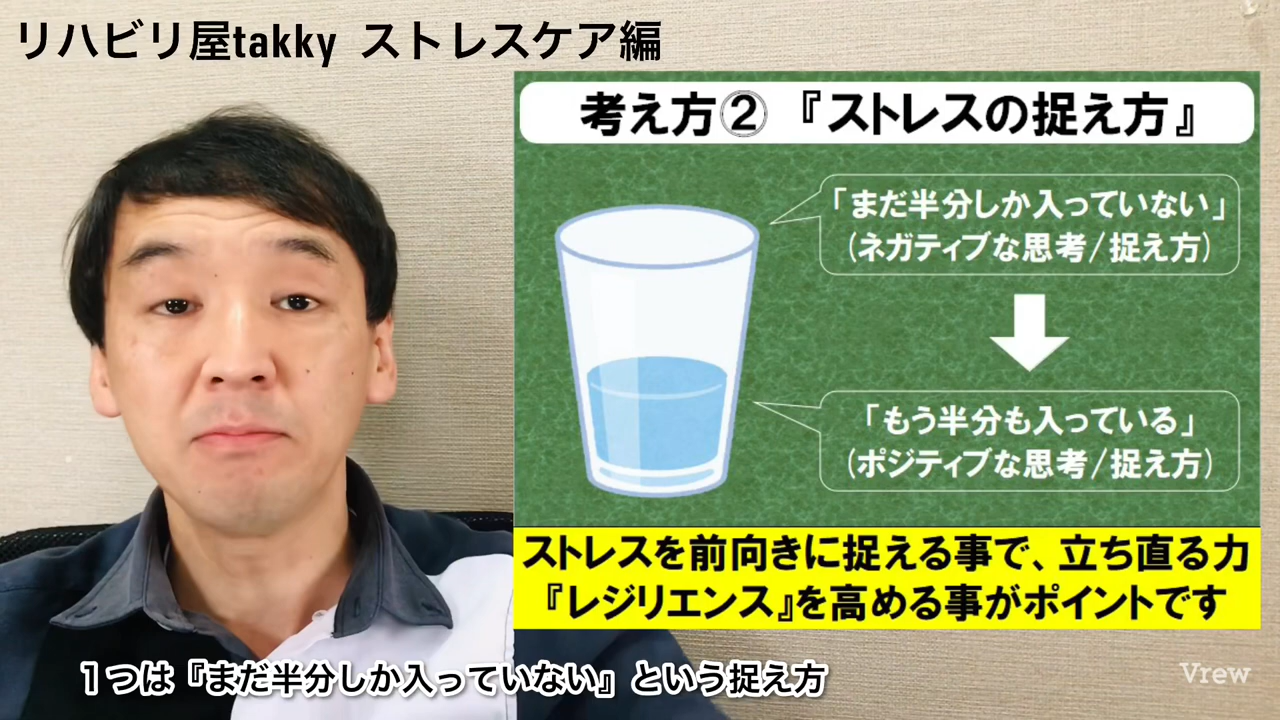 リハビリ屋takky ストレスケア編
考え方② 『ストレスの捉え方』
「まだ半分しか入っていない」
(ネガティブな思考/捉え方)
「もう半分も入っている」
(ポジティブな思考/捉え方)
ストレスを前向きに捉える事で、立ち直る力
『レジリエンス』を高める事がポイントです
１つは『まだ半分しか入っていない』という捉え方
Vrew